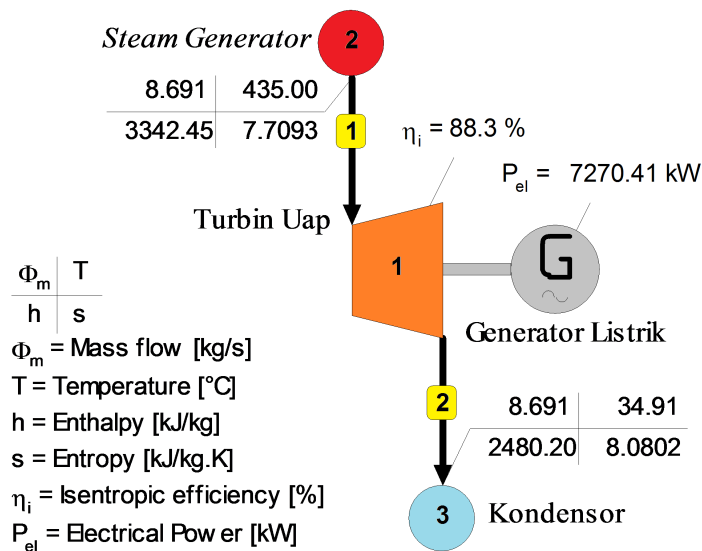 Steam Generator
2
8.691 435.00
3342.45 7.7093
1
ηi = 88.3 %
Pel = 7270.41 kW
Turbin Uap
1
G
Generator Listrik
Φm T
h s
Φm = Mass flow [kg/s]
T = Temperature [°C]
h = Enthalpy [kJ/kg]
s = Entropy [kJ/kg.K]
ηi = Isentropic efficiency [%]
Pel = Electrical Power [kW]
2
8.691 34.91
2480.20 8.0802
3
Kondensor